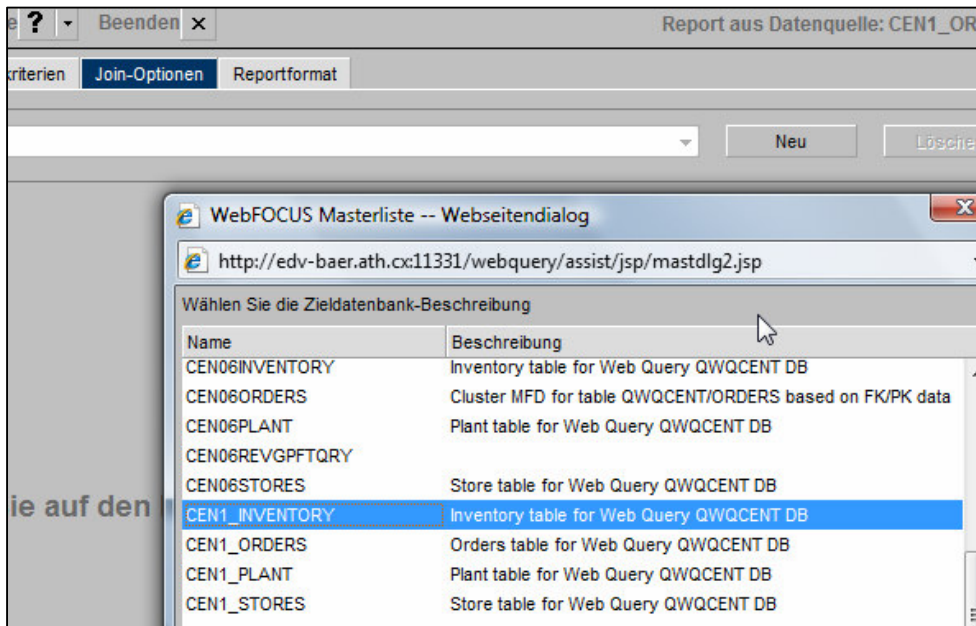 e ? Beenden x Report aus Datenquelle: CEN1_OR
kriterien Join-Optionen Reportformat
Neu Lösche
WebFOCUS Masterliste -- Webseitendialog
http://edv-baer.ath.cx:11331/webquery/assist/jsp/mastdlg2.jsp
Wählen Sie die Zieldatenbank-Beschreibung
Name Beschreibung
CEN06INVENTORY Inventory table for Web Query QWQCENT DB
CEN06ORDERS Cluster MFD for table QWQCENT/ORDERS based on FK/PK data
CEN06PLANT Plant table for Web Query QWQCENT DB
CEN06REVGPFTQRY
CEN06STORES Store table for Web Query QWQCENT DB
ie auf den
CEN1_INVENTORY Inventory table for Web Query QWQCENT DB
CEN1_ORDERS Orders table for Web Query QWQCENT DB
CEN1_PLANT Plant table for Web Query QWQCENT DB
CEN1_STORES Store table for Web Query QWQCENT DB